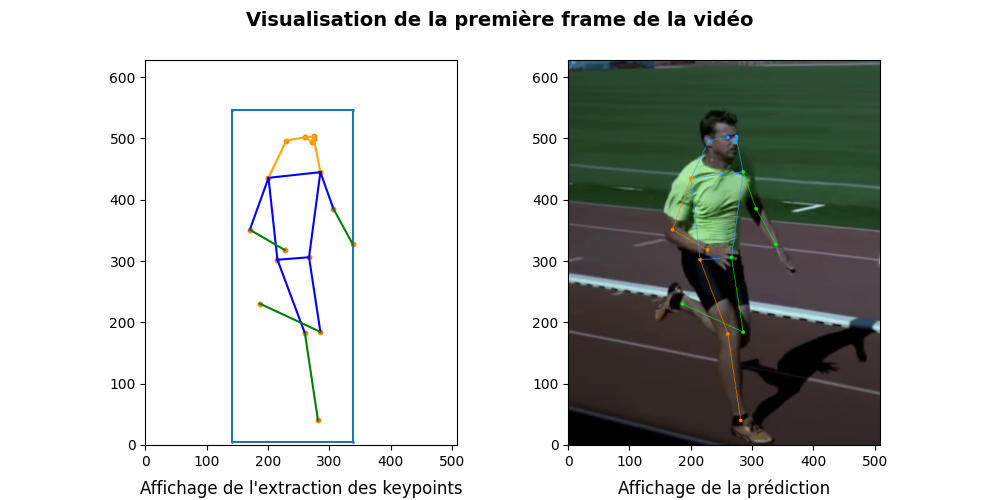 Visualisation de la première frame de la vidéo
600
500
400
300
200
100
0
0 100 200 300 400 500
Affichage de l'extraction des keypoints
600
500
400
300
200
100
0
0 100 200 300 400 500
Affichage de la prédiction